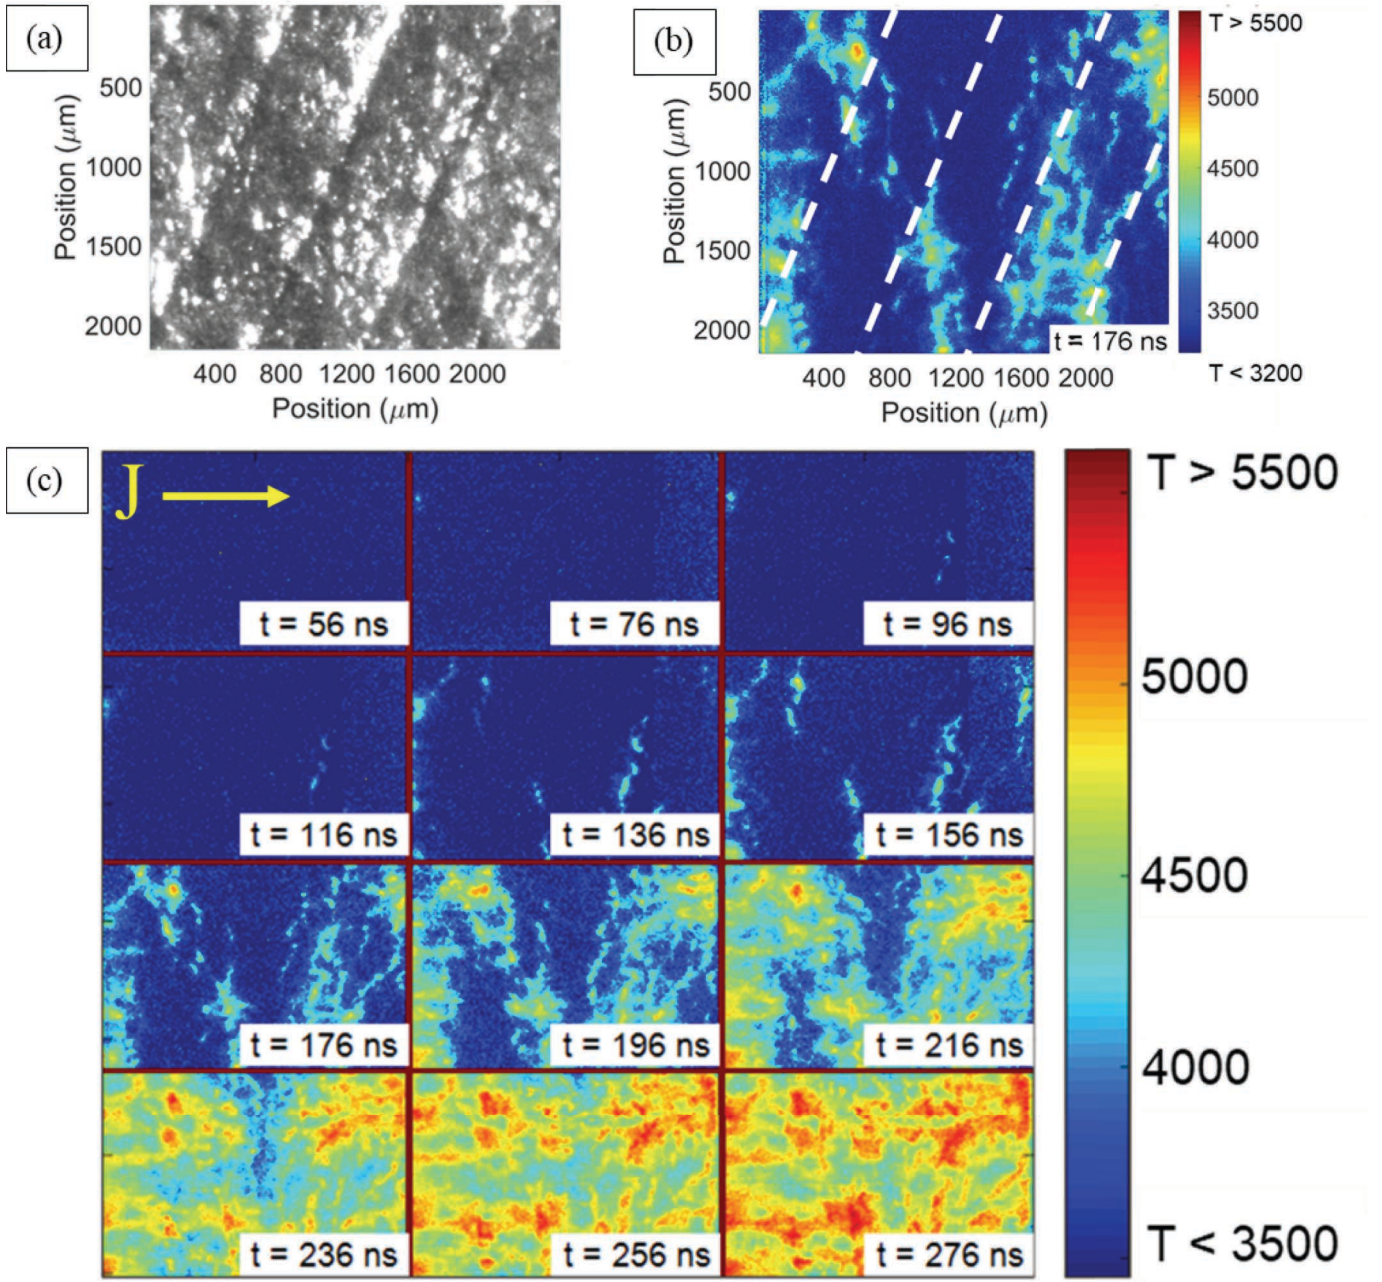 (a)
500
1000
1500
2000
Position (μm)
400 800 1200 1600 2000
Position (μm)
(b)
500
1000
1500
2000
Position (μm)
t = 176 ns
400 800 1200 1600 2000
Position (μm)
T > 5500
5000
4500
4000
3500
T < 3200
(c)
J
t = 56 ns
t = 76 ns
t = 96 ns
t = 116 ns
t = 136 ns
t = 156 ns
t = 176 ns
t = 196 ns
t = 216 ns
t = 236 ns
t = 256 ns
t = 276 ns
T > 5500
5000
4500
4000
T < 3500